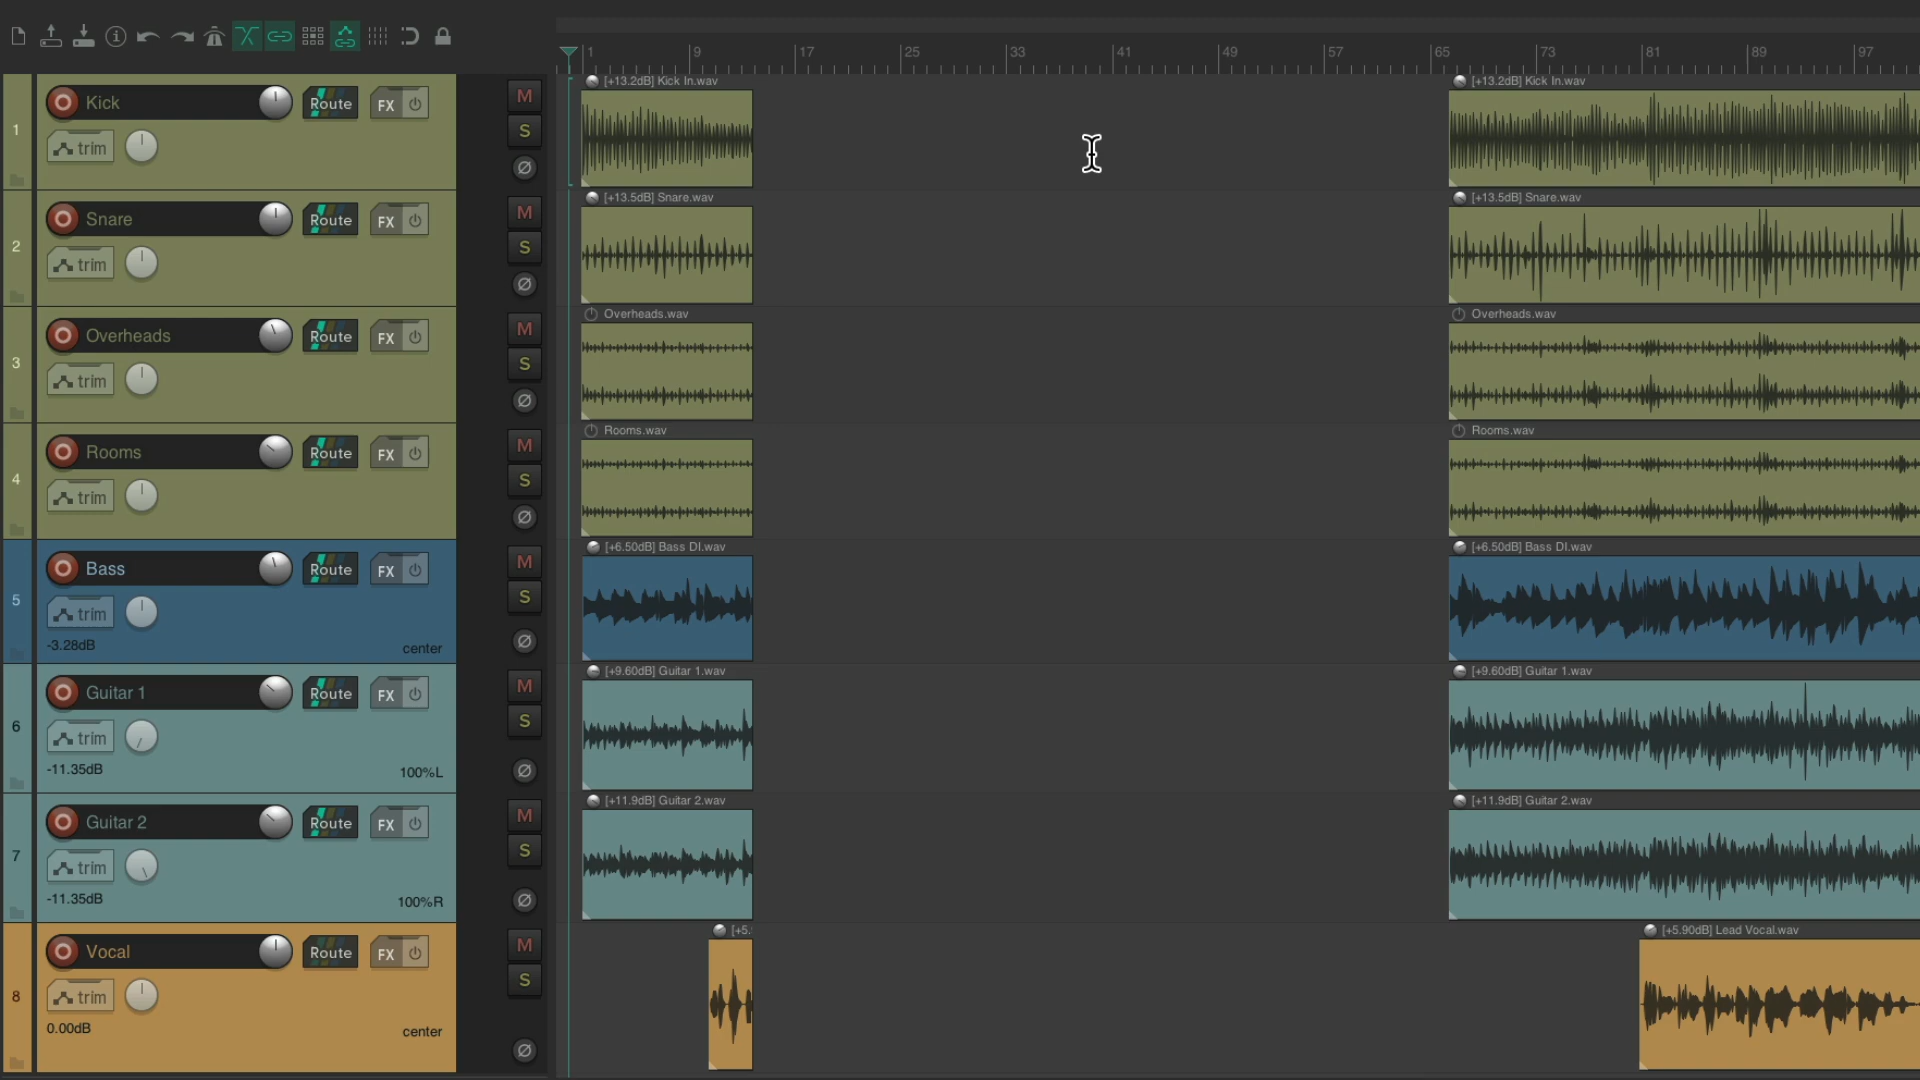 1 9 17 25 33 41 49 57 65 73 81 89 97
[+13.2dB] Kick In.wav [+13.2dB] Kick In.wav
1 Kick Route FX M
trim S
[+13.5dB] Snare.wav [+13.5dB] Snare.wav
2 Snare Route FX M
trim S
Overheads.wav Overheads.wav
3 Overheads Route FX M
trim S
Rooms.wav Rooms.wav
4 Rooms Route FX M
trim S
[+6.50dB] Bass DI.wav [+6.50dB] Bass DI.wav
5 Bass Route FX M
trim S
-3.28dB center
[+9.60dB] Guitar 1.wav [+9.60dB] Guitar 1.wav
6 Guitar 1 Route FX M
trim S
-11.35dB 100%L
[+11.9dB] Guitar 2.wav [+11.9dB] Guitar 2.wav
7 Guitar 2 Route FX M
trim S
-11.35dB 100%R
[+5. [+5.90dB] Lead Vocal.wav
8 Vocal Route FX M
trim S
0.00dB center